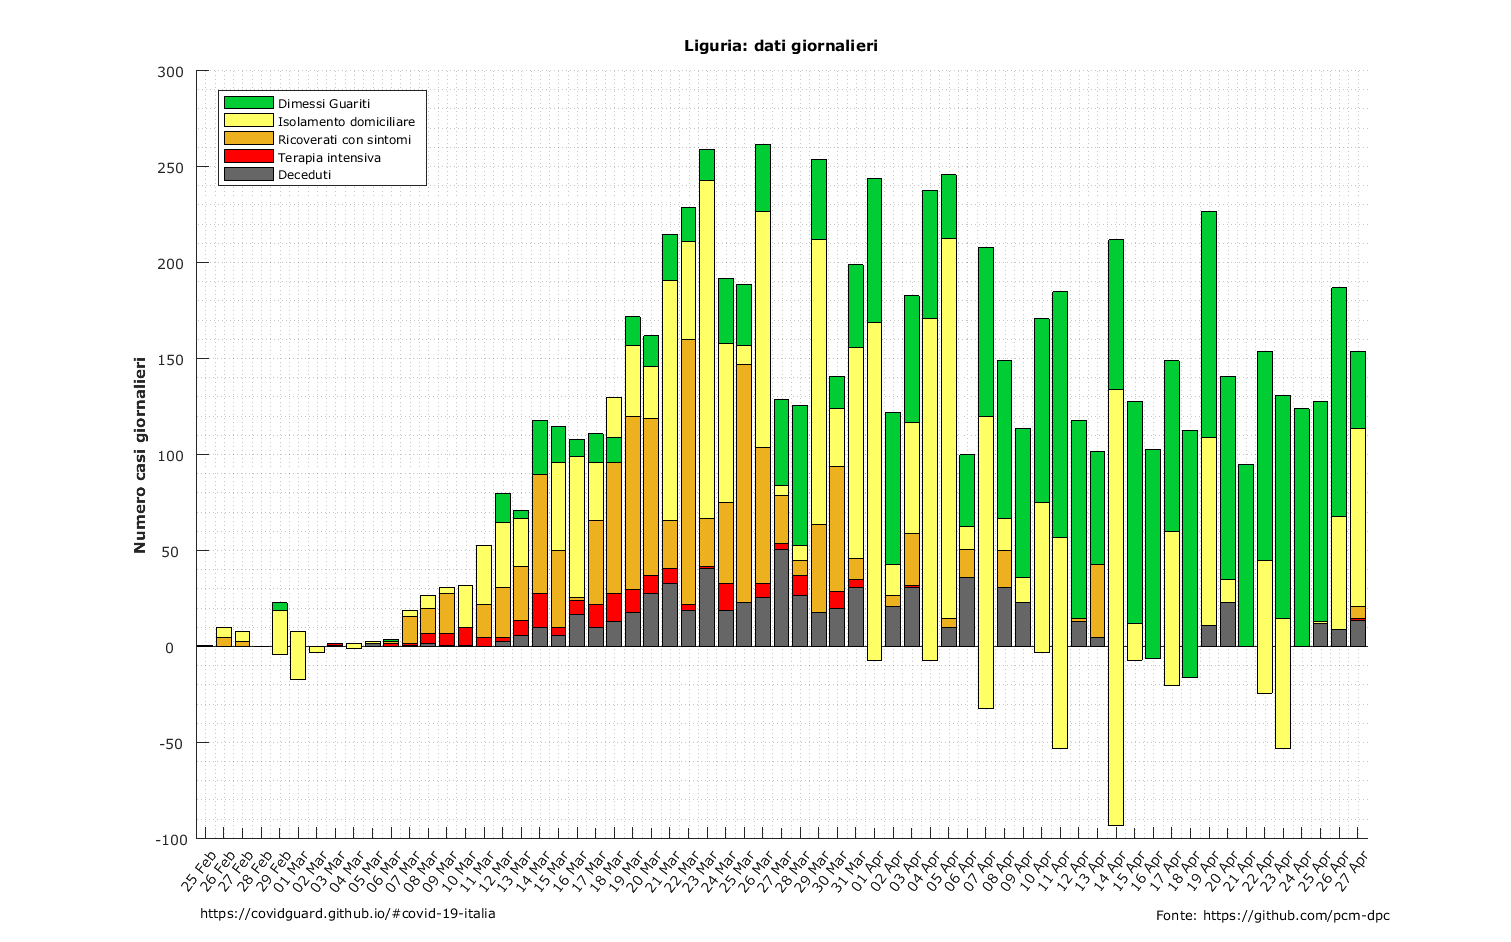 Liguria: dati giornalieri
300
250
200
150
100
50
0
-50
-100
Numero casi giornalieri
Dimessi Guariti
Isolamento domiciliare
Ricoverati con sintomi
Terapia intensiva
Deceduti
25 Feb
26 Feb
27 Feb
28 Feb
29 Feb
01 Mar
02 Mar
03 Mar
04 Mar
05 Mar
06 Mar
07 Mar
08 Mar
09 Mar
10 Mar
11 Mar
12 Mar
13 Mar
14 Mar
15 Mar
16 Mar
17 Mar
18 Mar
19 Mar
20 Mar
21 Mar
22 Mar
23 Mar
24 Mar
25 Mar
26 Mar
27 Mar
28 Mar
29 Mar
30 Mar
31 Mar
01 Apr
02 Apr
03 Apr
04 Apr
05 Apr
06 Apr
07 Apr
08 Apr
09 Apr
10 Apr
11 Apr
12 Apr
13 Apr
14 Apr
15 Apr
16 Apr
17 Apr
18 Apr
19 Apr
20 Apr
21 Apr
22 Apr
23 Apr
24 Apr
25 Apr
26 Apr
27 Apr
https://covidguard.github.io/#covid-19-italia
Fonte: https://github.com/pcm-dpc